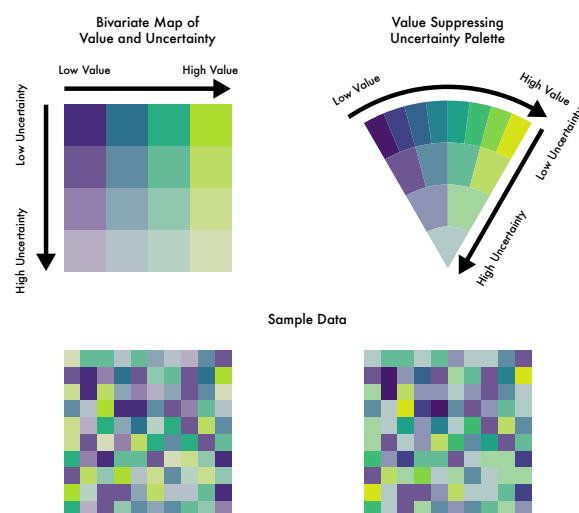 Bivariate Map of
Value and Uncertainty
Low Value
High Value
Low Uncertainty
High Uncertainty
Value Suppressing
Uncertainty Palette
Low Value
High Value
Low Uncertainty
High Uncertainty
Sample Data